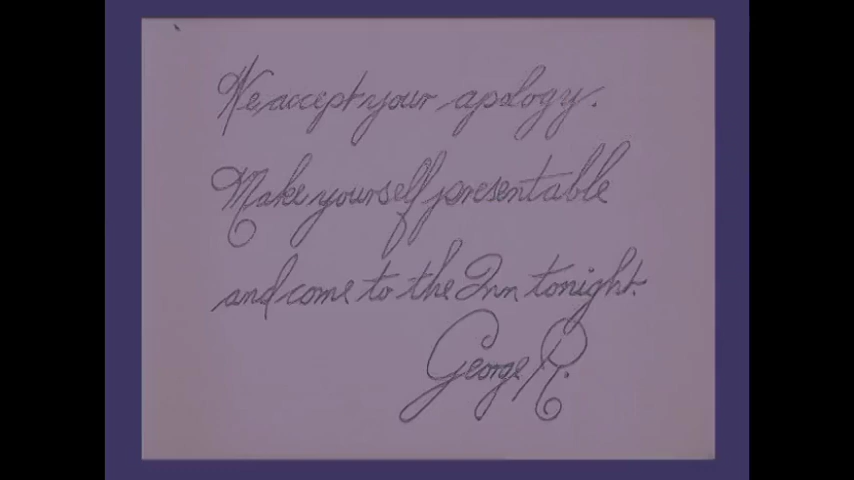 We accept your apology.
Make yourself presentable
and come to the Inn tonight.
George R.